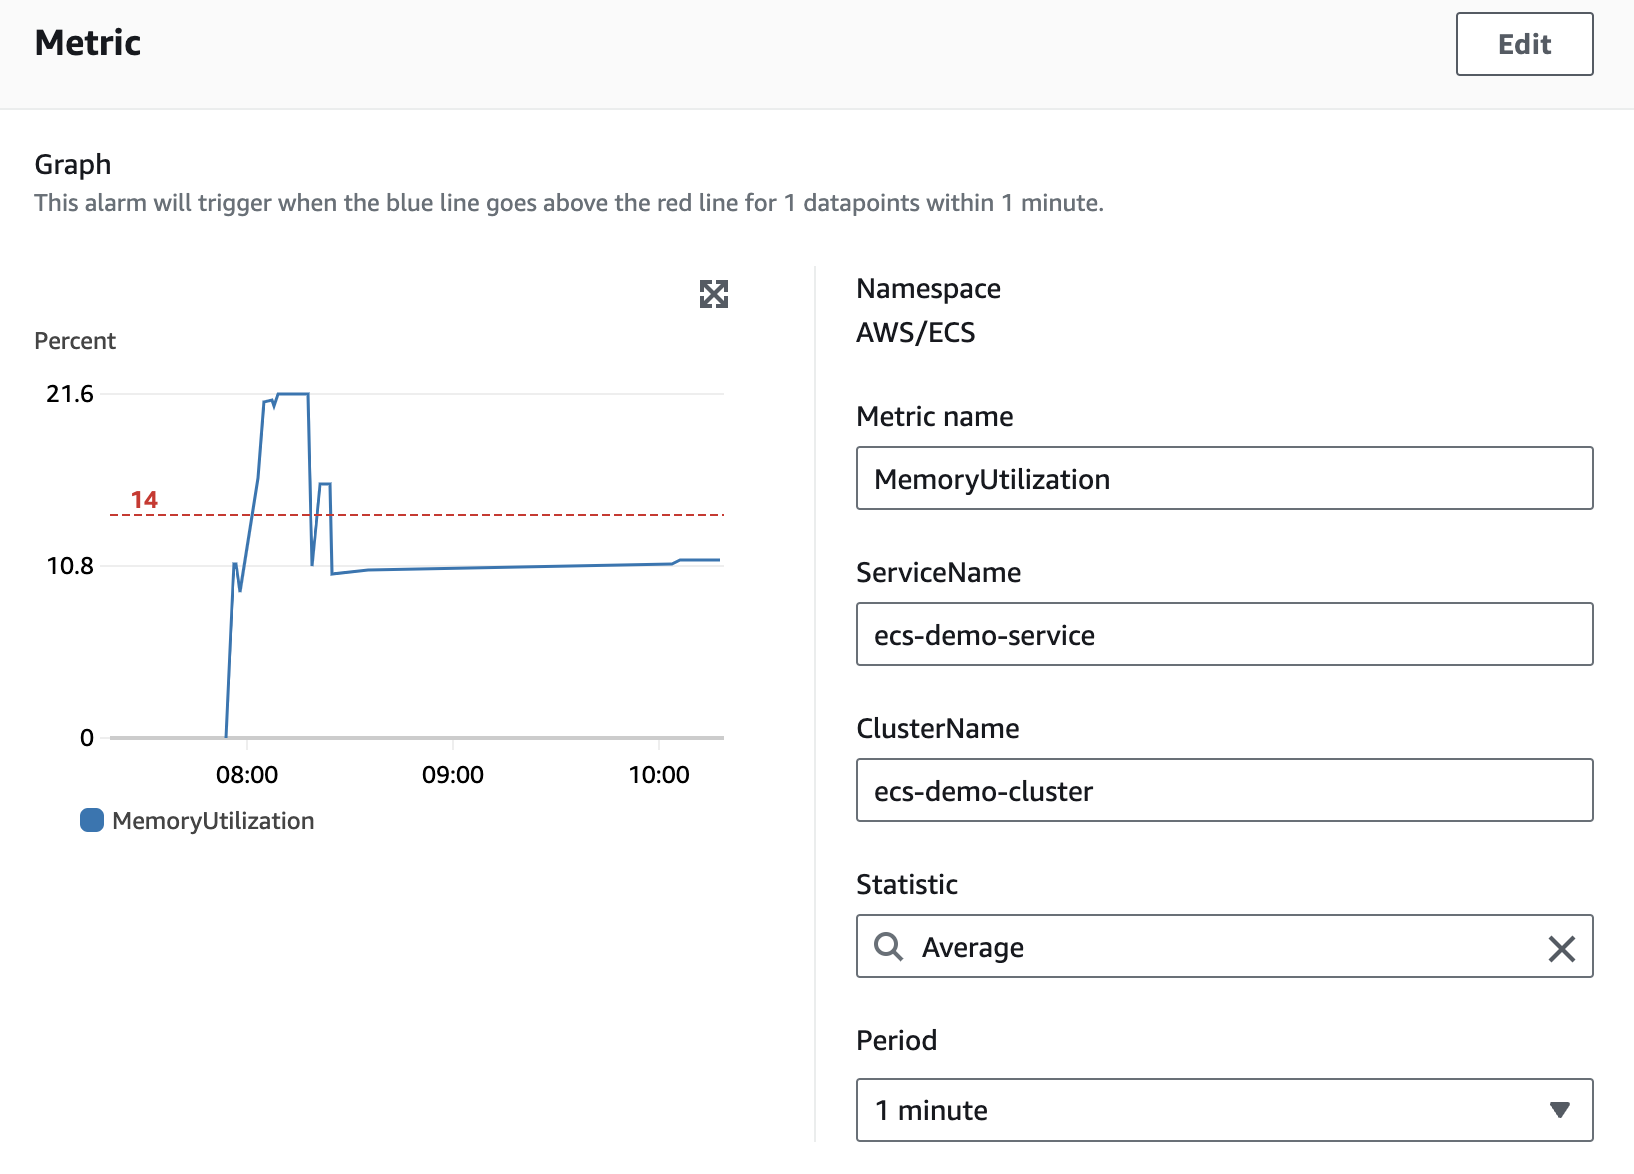 Metric
Edit
Graph
This alarm will trigger when the blue line goes above the red line for 1 datapoints within 1 minute.
Percent
21.6
14
10.8
0
08:00 09:00 10:00
MemoryUtilization
Namespace
AWS/ECS
Metric name
MemoryUtilization
ServiceName
ecs-demo-service
ClusterName
ecs-demo-cluster
Statistic
Average
Period
1 minute